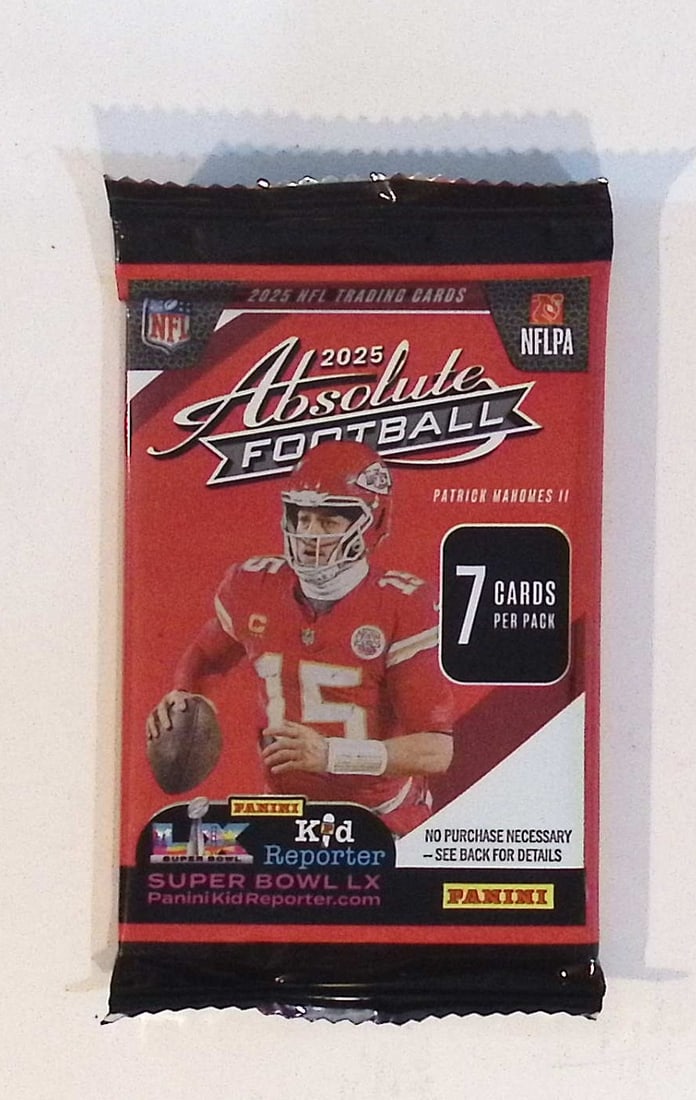 2025 NFL TRADING CARDS
NFL
NFLPA
2025
Absolute
FOOTBALL
PATRICK MAHOMES II
15
7 CARDS
PER PACK
C
15
PANINI
LX
SUPER BOWL
Kid
Reporter
SUPER BOWL LX
PaniniKidReporter.com
NO PURCHASE NECESSARY
– SEE BACK FOR DETAILS
PANINI